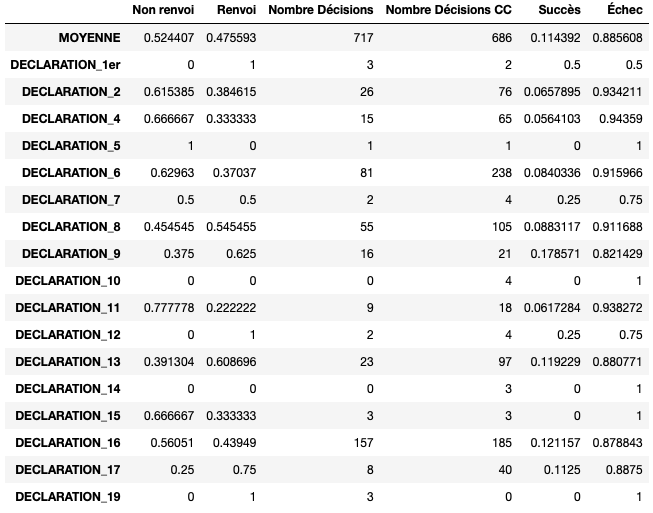 Non renvoi Renvoi Nombre Décisions Nombre Décisions CC Succès Échec
MOYENNE 0.524407 0.475593 717 686 0.114392 0.885608
DECLARATION_1er 0 1 3 2 0.5 0.5
DECLARATION_2 0.615385 0.384615 26 76 0.0657895 0.934211
DECLARATION_4 0.666667 0.333333 15 65 0.0564103 0.94359
DECLARATION_5 1 0 1 1 0 1
DECLARATION_6 0.62963 0.37037 81 238 0.0840336 0.915966
DECLARATION_7 0.5 0.5 2 4 0.25 0.75
DECLARATION_8 0.454545 0.545455 55 105 0.0883117 0.911688
DECLARATION_9 0.375 0.625 16 21 0.178571 0.821429
DECLARATION_10 0 0 0 4 0 1
DECLARATION_11 0.777778 0.222222 9 18 0.0617284 0.938272
DECLARATION_12 0 1 2 4 0.25 0.75
DECLARATION_13 0.391304 0.608696 23 97 0.119229 0.880771
DECLARATION_14 0 0 0 3 0 1
DECLARATION_15 0.666667 0.333333 3 3 0 1
DECLARATION_16 0.56051 0.43949 157 185 0.121157 0.878843
DECLARATION_17 0.25 0.75 8 40 0.1125 0.8875
DECLARATION_19 0 1 3 0 0 1